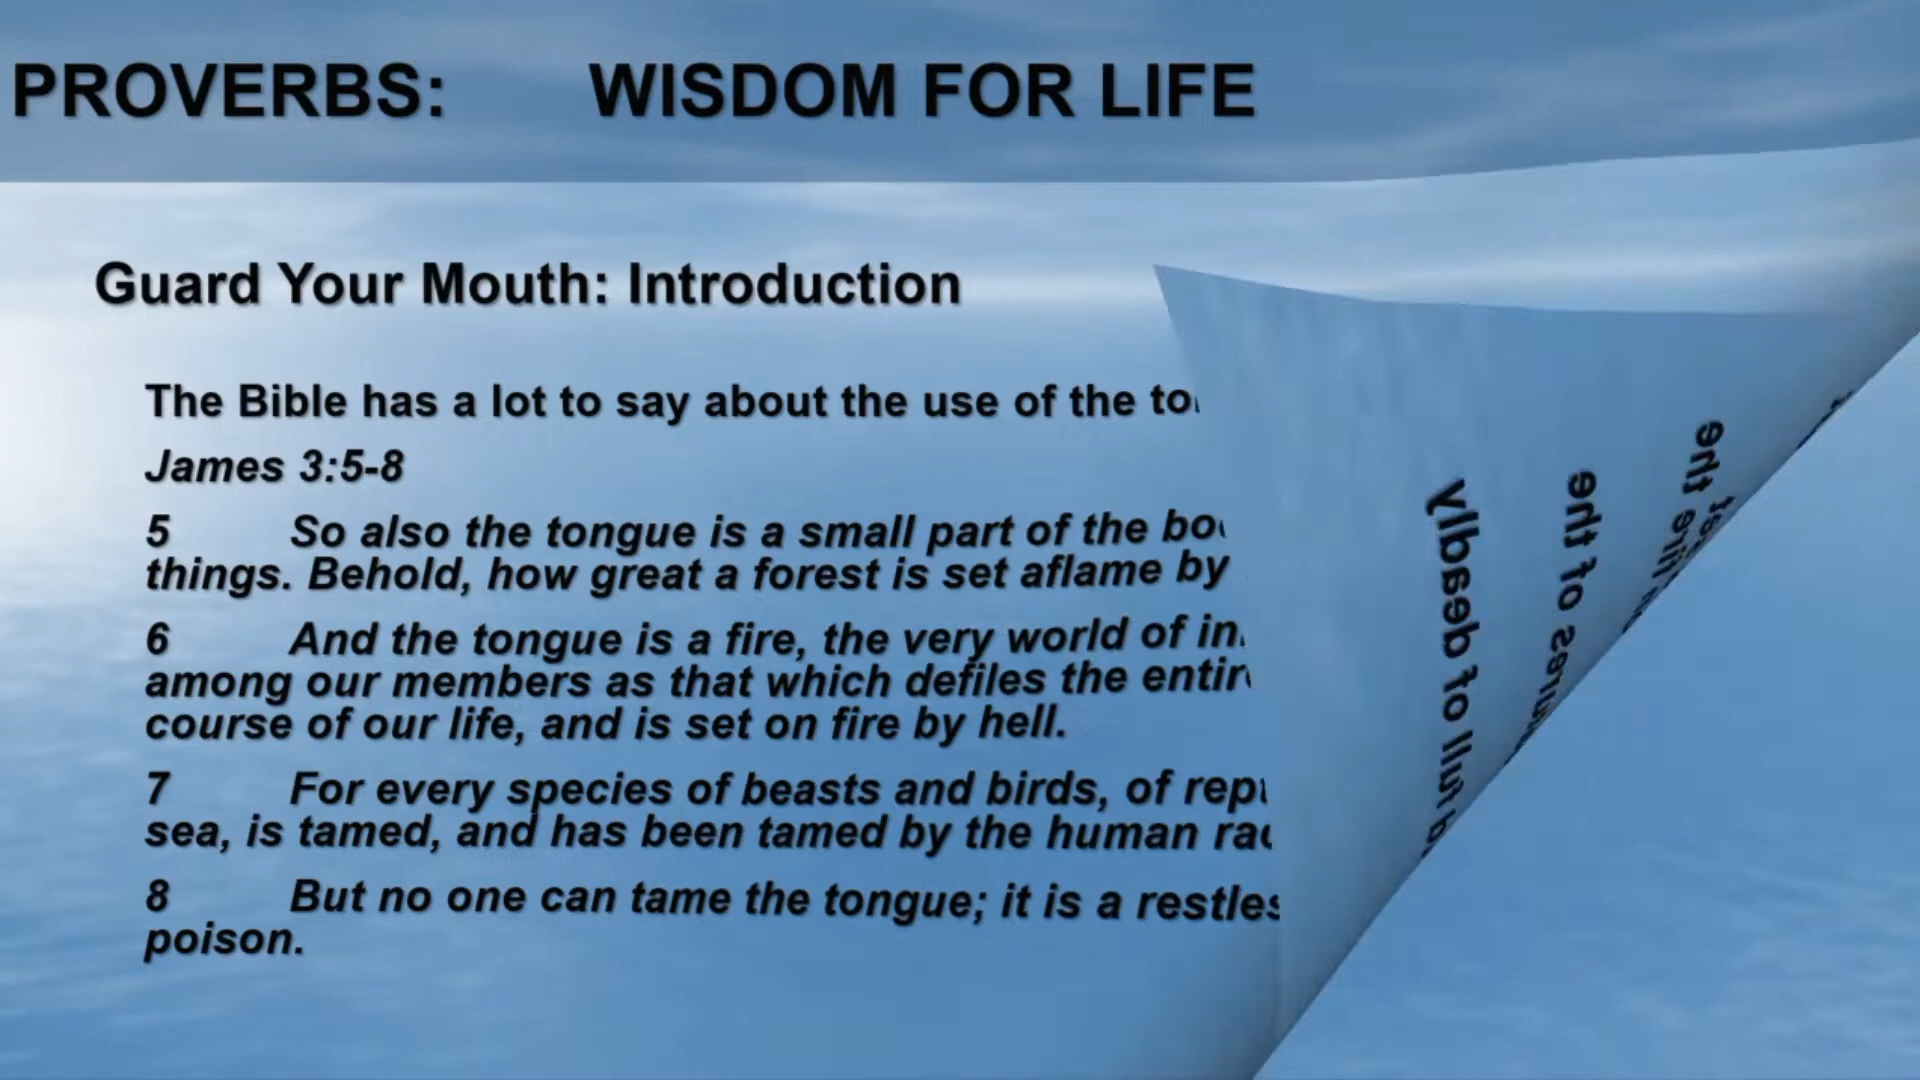 PROVERBS: WISDOM FOR LIFE
Guard Your Mouth: Introduction
The Bible has a lot to say about the use of the
James 3:5-8
5 So also the tongue is a small part of the
things. Behold, how great a forest is set aflame by
6 And the tongue is a fire, the very world of
among our members as that which defiles the
course of our life, and is set on fire by hell.
7 For every species of beasts and birds, of
sea, is tamed, and has been tamed by the human
8 But no one can tame the tongue; it is a
poison.
full of deadly
of the
the